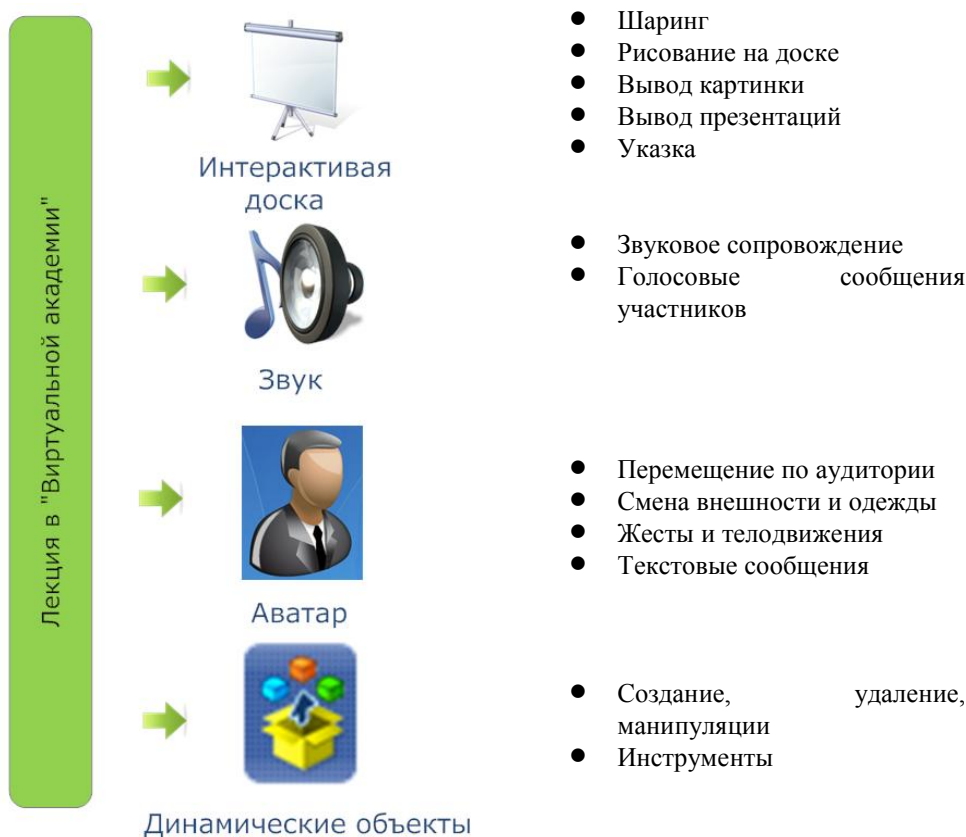 Лекция в "Виртуальной академии"
Интерактивая
доска
● Шаринг
● Рисование на доске
● Вывод картинки
● Вывод презентаций
● Указка
Звук
● Звуковое сопровождение
● Голосовые сообщения
участников
Аватар
● Перемещение по аудитории
● Смена внешности и одежды
● Жесты и телодвижения
● Текстовые сообщения
Динамические объекты
● Создание, удаление,
манипуляции
● Инструменты